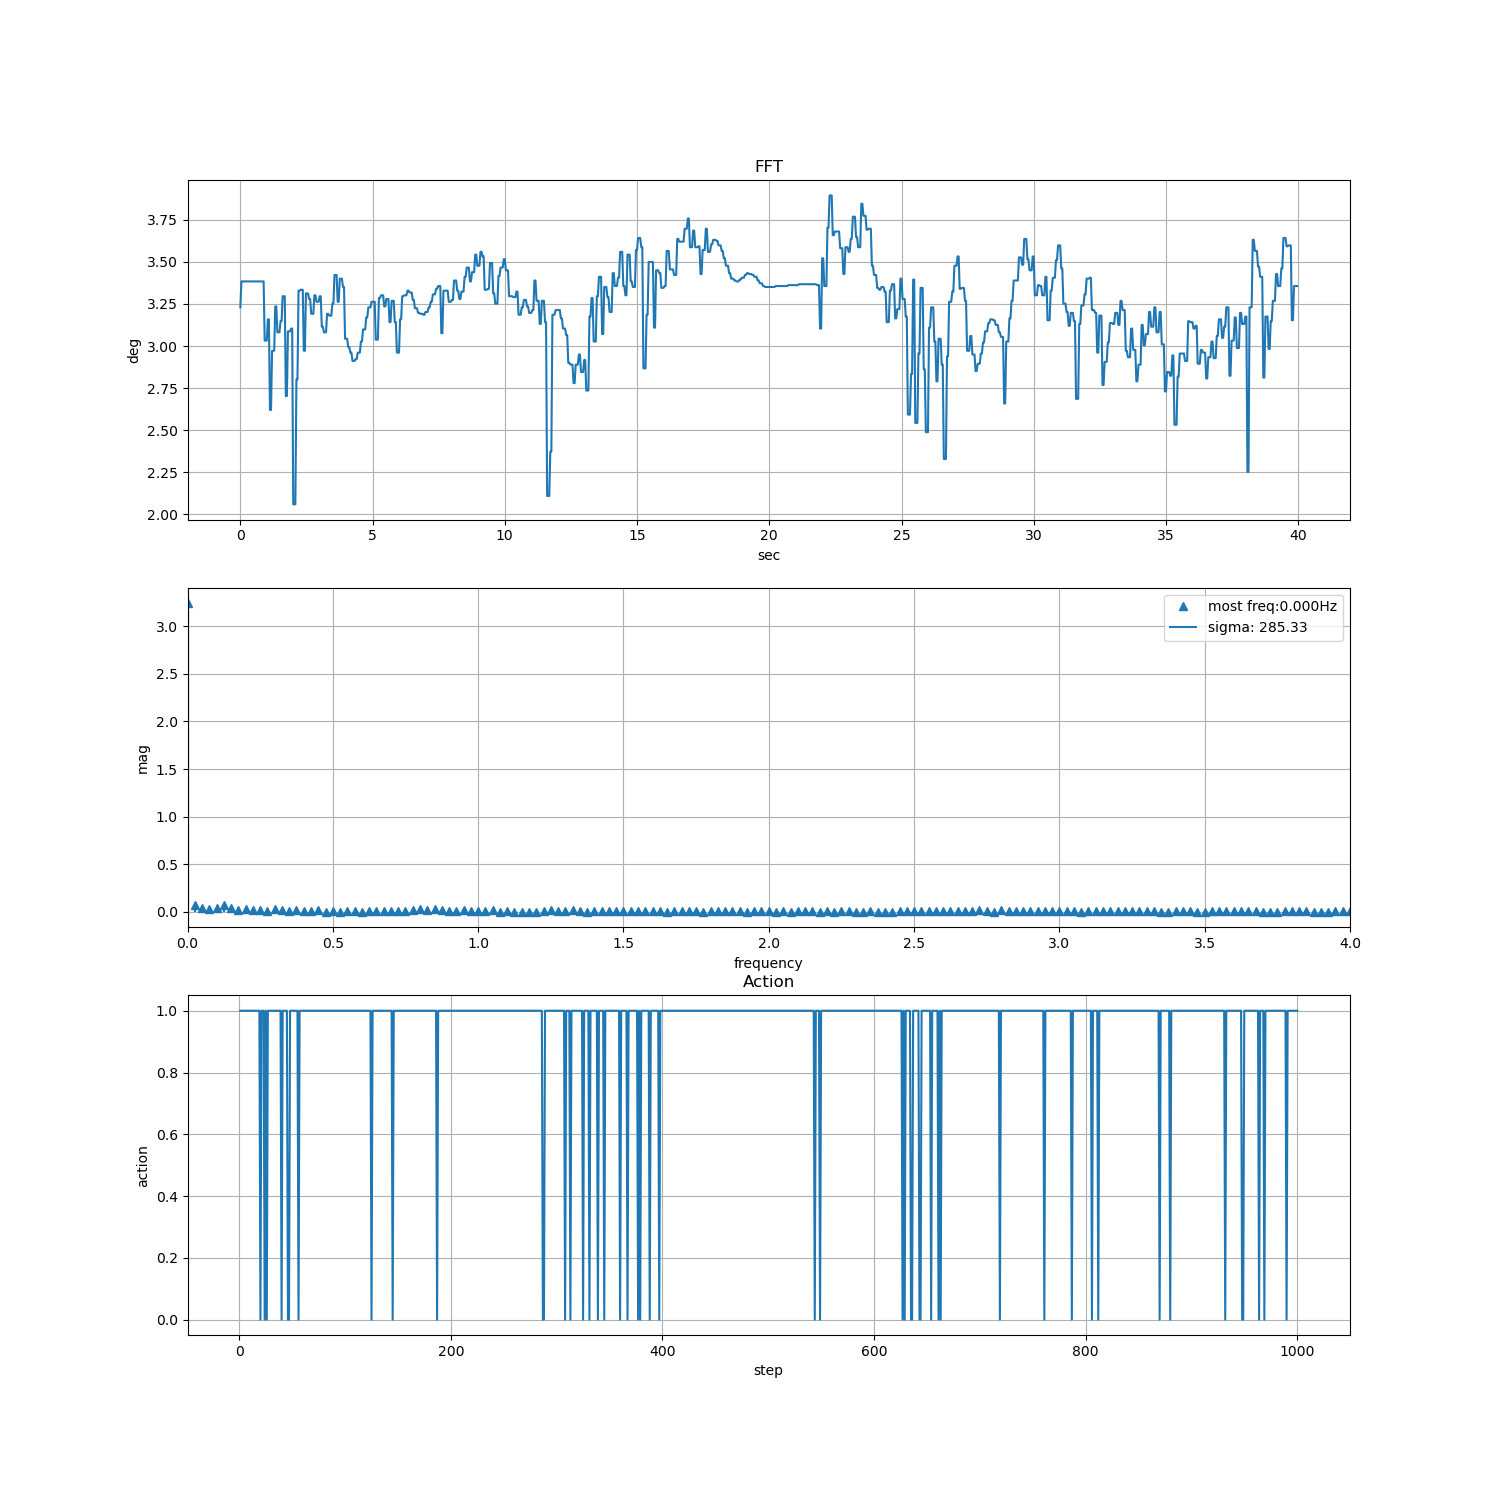 FFT
3.75
3.50
3.25
3.00
2.75
2.50
2.25
2.00
deg
0 5 10 15 20 25 30 35 40
sec
most freq:0.000Hz
sigma: 285.33
3.0
2.5
2.0
1.5
1.0
0.5
0.0
mag
0.0 0.5 1.0 1.5 2.0 2.5 3.0 3.5 4.0
frequency
Action
1.0
0.8
0.6
0.4
0.2
0.0
action
0 200 400 600 800 1000
step